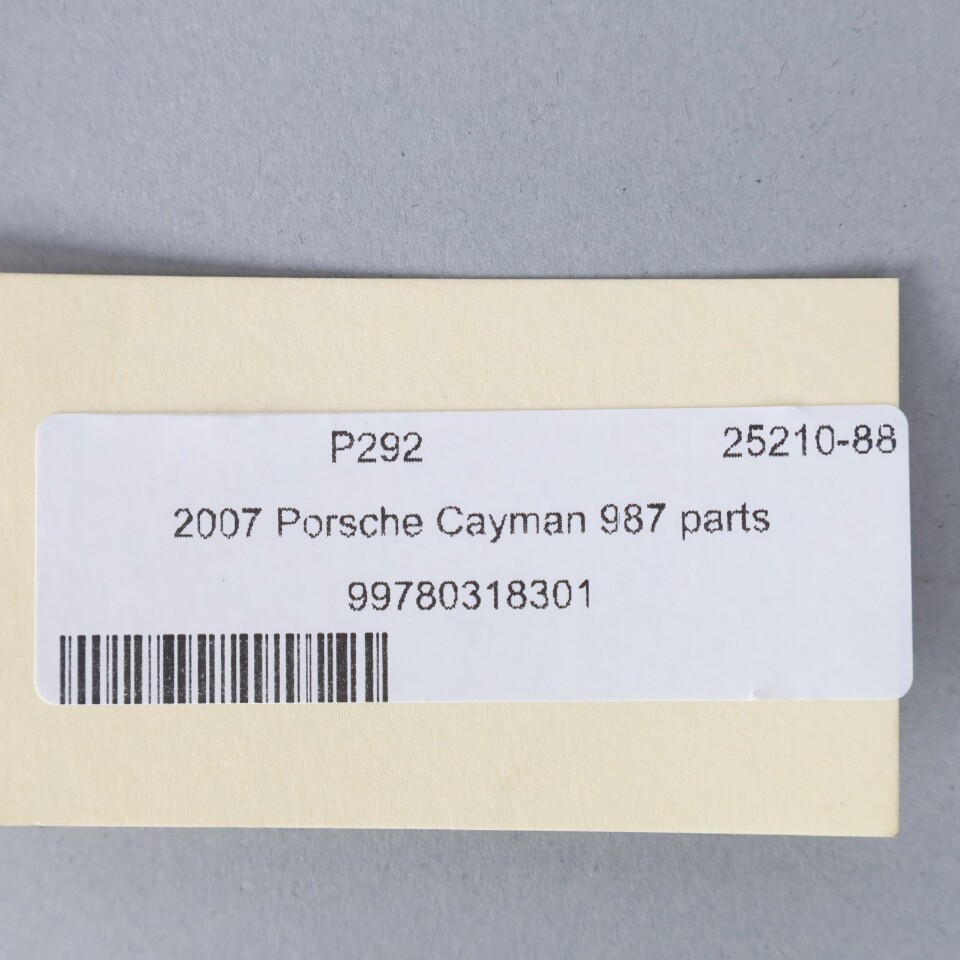 P292 25210-88
2007 Porsche Cayman 987 parts
99780318301